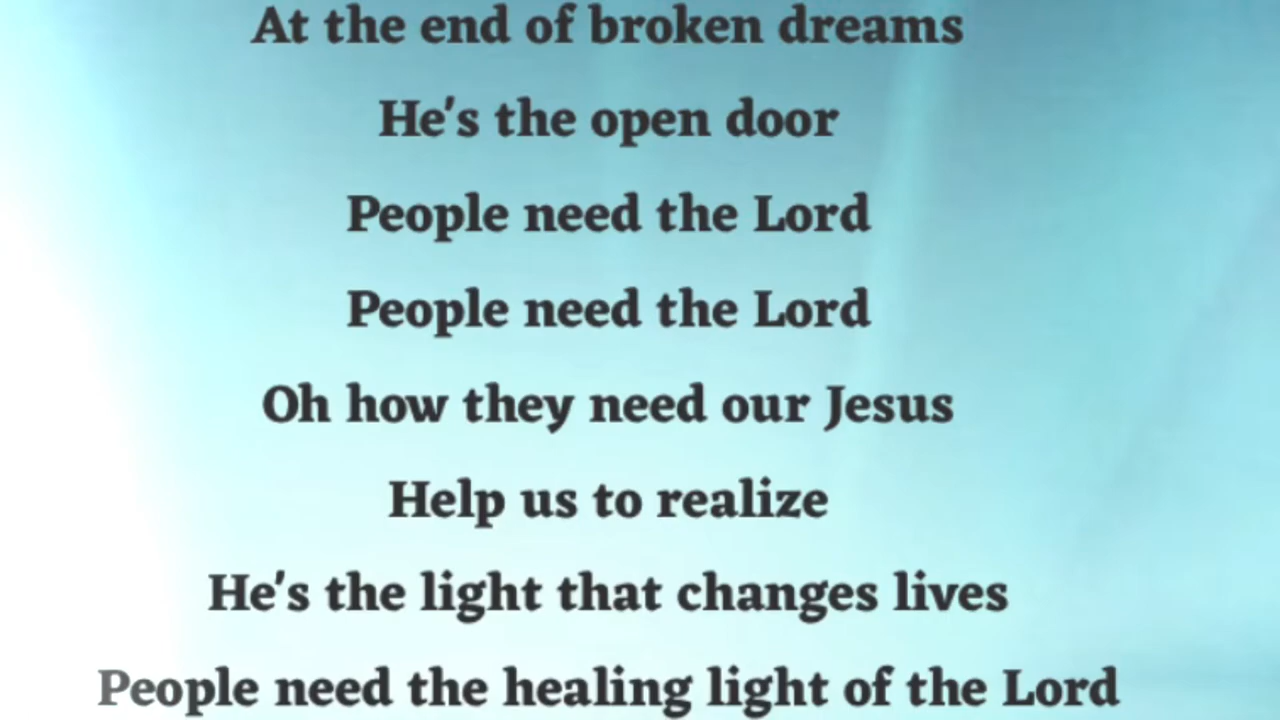 At the end of broken dreams
He's the open door
People need the Lord
People need the Lord
Oh how they need our Jesus
Help us to realize
He's the light that changes lives
People need the healing light of the Lord